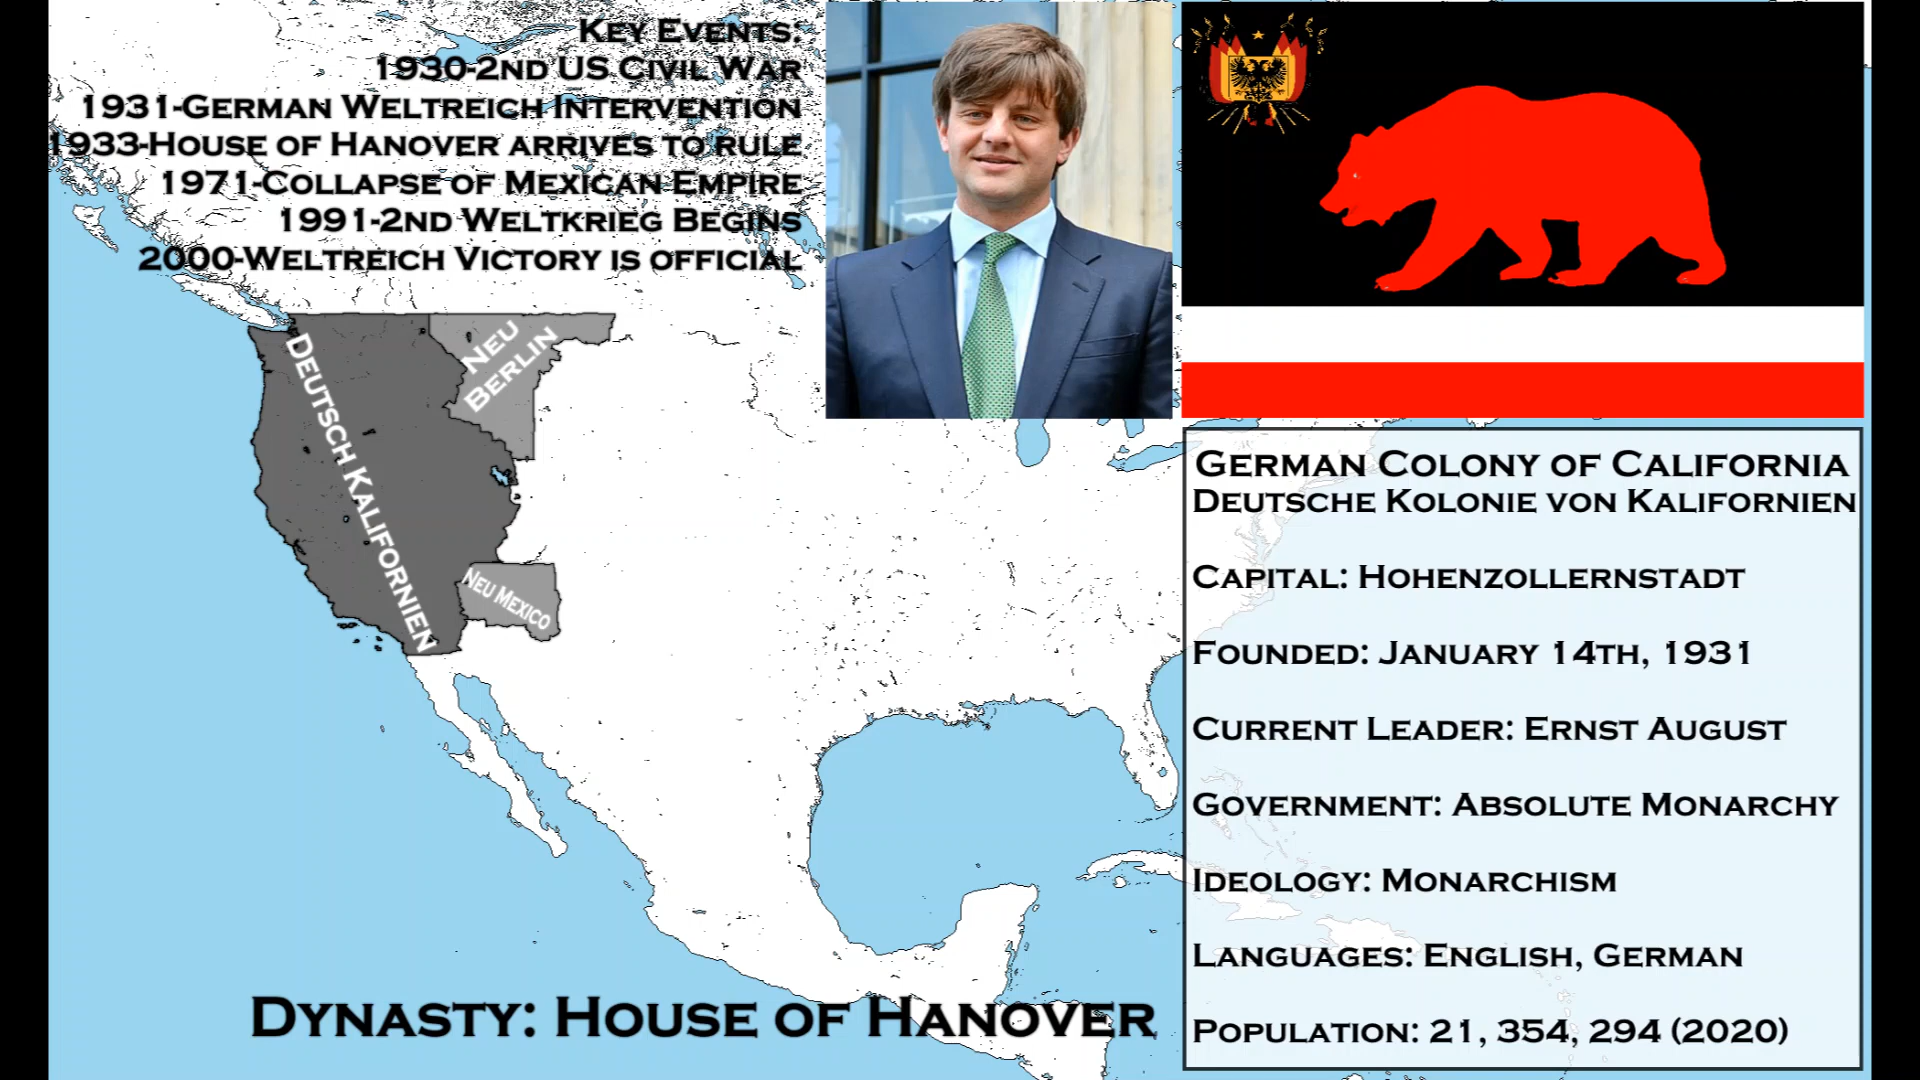 Key Events:
1930-2nd US Civil War
1931-German Weltreich Intervention
1933-House of Hanover arrives to rule
1971-Collapse of Mexican Empire
1991-2nd Weltkrieg Begins
2000-Weltreich Victory is official
Deutsch Kalifornien
Neu
Berlin
Neu Mexico
German Colony of California
Deutsche Kolonie von Kalifornien
Capital: Hohenzollernstadt
Founded: January 14th, 1931
Current Leader: Ernst August
Government: Absolute Monarchy
Ideology: Monarchism
Languages: English, German
Population: 21, 354, 294 (2020)
Dynasty: House of Hanover